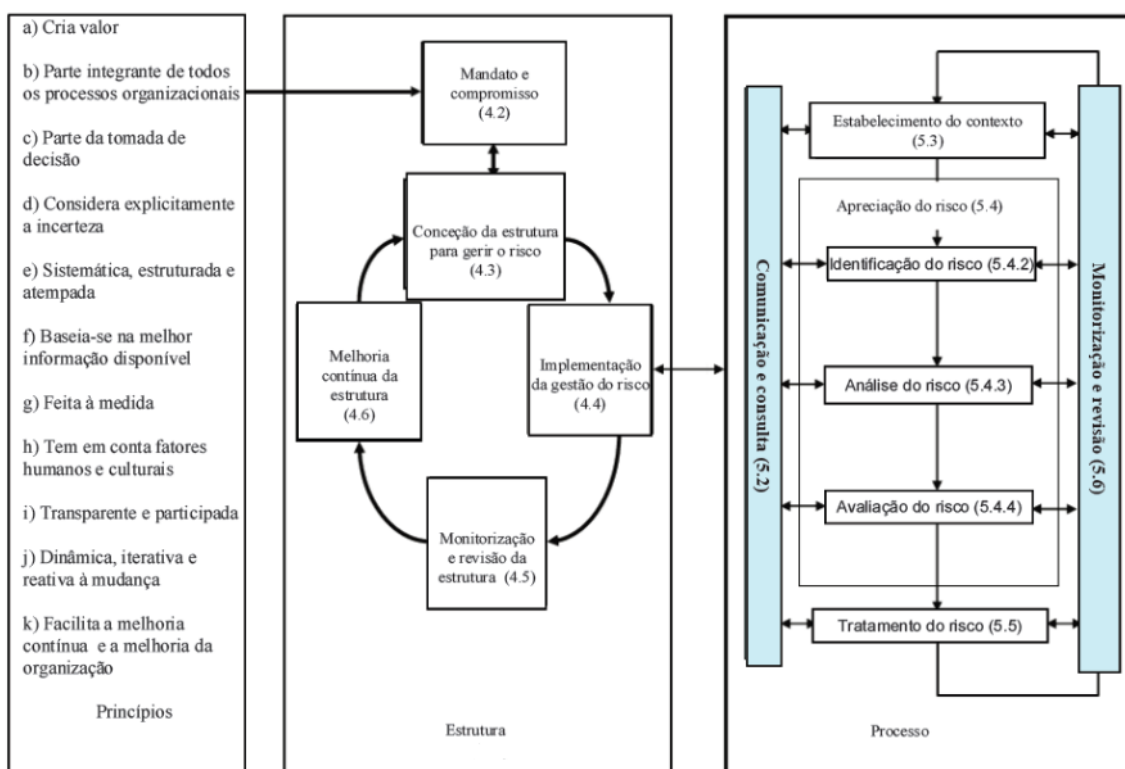 a) Cria valor
b) Parte integrante de todos
os processos organizacionais
c) Parte da tomada de
decisão
d) Considera explicitamente
a incerteza
e) Sistemática, estruturada e
atempada
f) Baseia-se na melhor
informação disponível
g) Feita à medida
h) Tem em conta fatores
humanos e culturais
i) Transparente e participada
j) Dinâmica, iterativa e
reativa à mudança
k) Facilita a melhoria
contínua e a melhoria da
organização
Princípios
Mandato e
compromisso
(4.2)
Conceção da estrutura
para gerir o risco
(4.3)
Melhoria
contínua da
estrutura
(4.6)
Implementação
da gestão do risco
(4.4)
Monitorização
e revisão da
estrutura (4.5)
Estrutura
Comunicação e consulta (5.2)
Estabelecimento do contexto
(5.3)
Apreciação do risco (5.4)
Identificação do risco (5.4.2)
Análise do risco (5.4.3)
Avaliação do risco (5.4.4)
Tratamento do risco (5.5)
Monitorização e revisão (5.6)
Processo